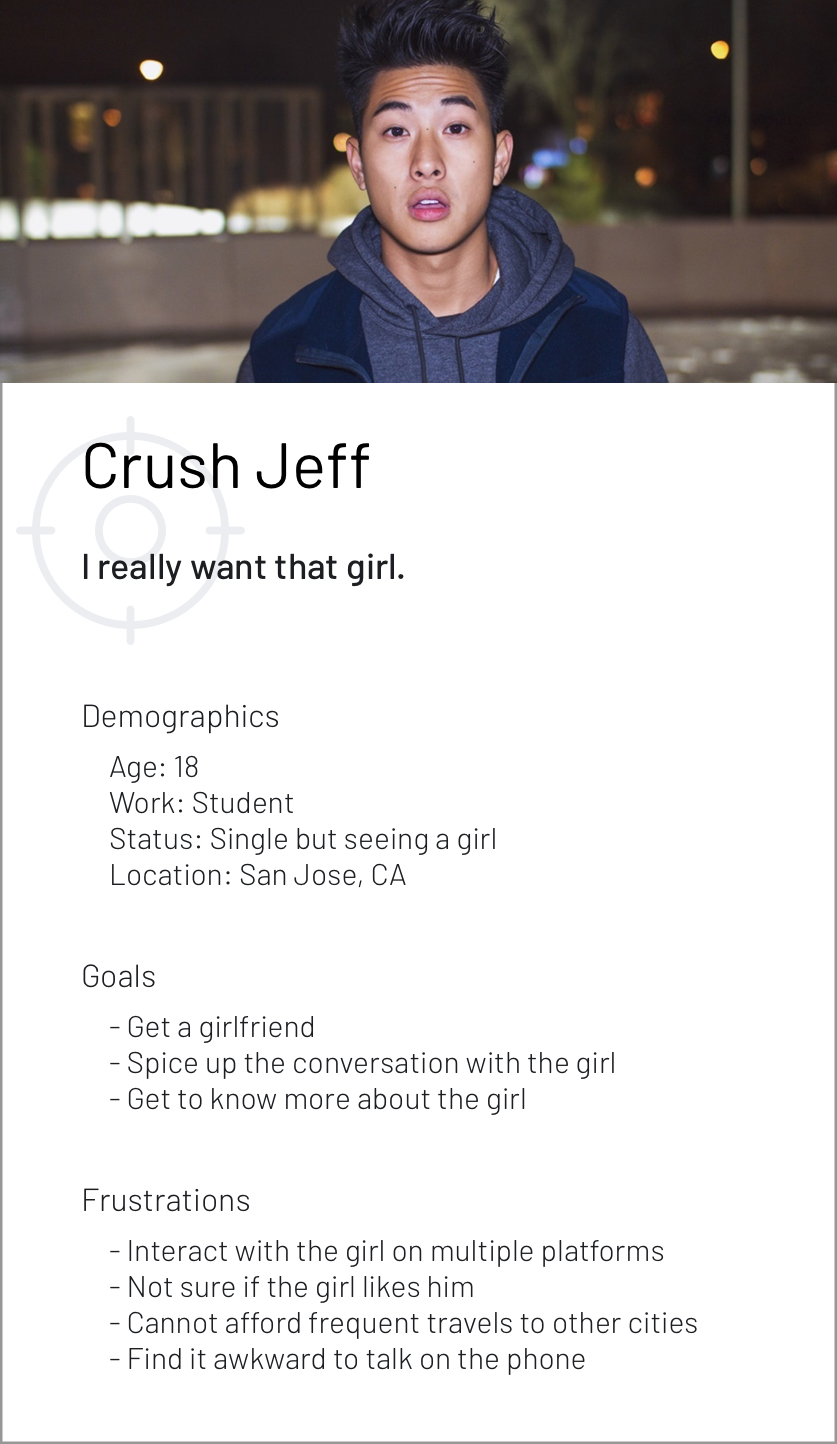 Crush Jeff
I really want that girl.
Demographics
Age: 18
Work: Student
Status: Single but seeing a girl
Location: San Jose, CA
Goals
- Get a girlfriend
- Spice up the conversation with the girl
- Get to know more about the girl
Frustrations
- Interact with the girl on multiple platforms
- Not sure if the girl likes him
- Cannot afford frequent travels to other cities
- Find it awkward to talk on the phone